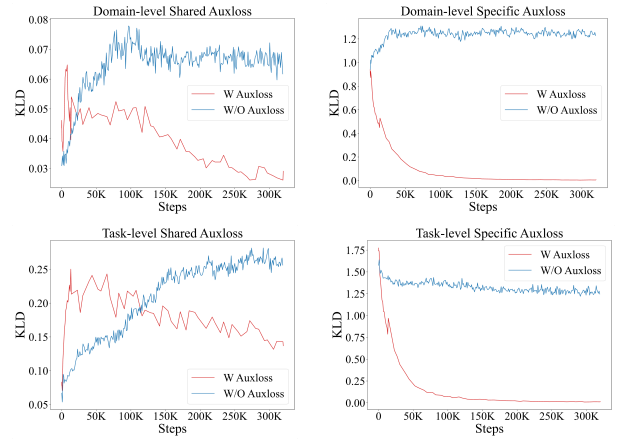 Domain-level Shared Auxloss
0.08
0.07
0.06
0.05
0.04
0.03
KLD
W Auxloss
W/O Auxloss
0 50K 100K 150K 200K 250K 300K
Steps
Domain-level Specific Auxloss
1.2
1.0
0.8
0.6
0.4
0.2
0.0
KLD
W Auxloss
W/O Auxloss
0 50K 100K 150K 200K 250K 300K
Steps
Task-level Shared Auxloss
0.25
0.20
0.15
0.10
0.05
KLD
W Auxloss
W/O Auxloss
0 50K 100K 150K 200K 250K 300K
Steps
Task-level Specific Auxloss
1.75
1.50
1.25
1.00
0.75
0.50
0.25
0.00
KLD
W Auxloss
W/O Auxloss
0 50K 100K 150K 200K 250K 300K
Steps